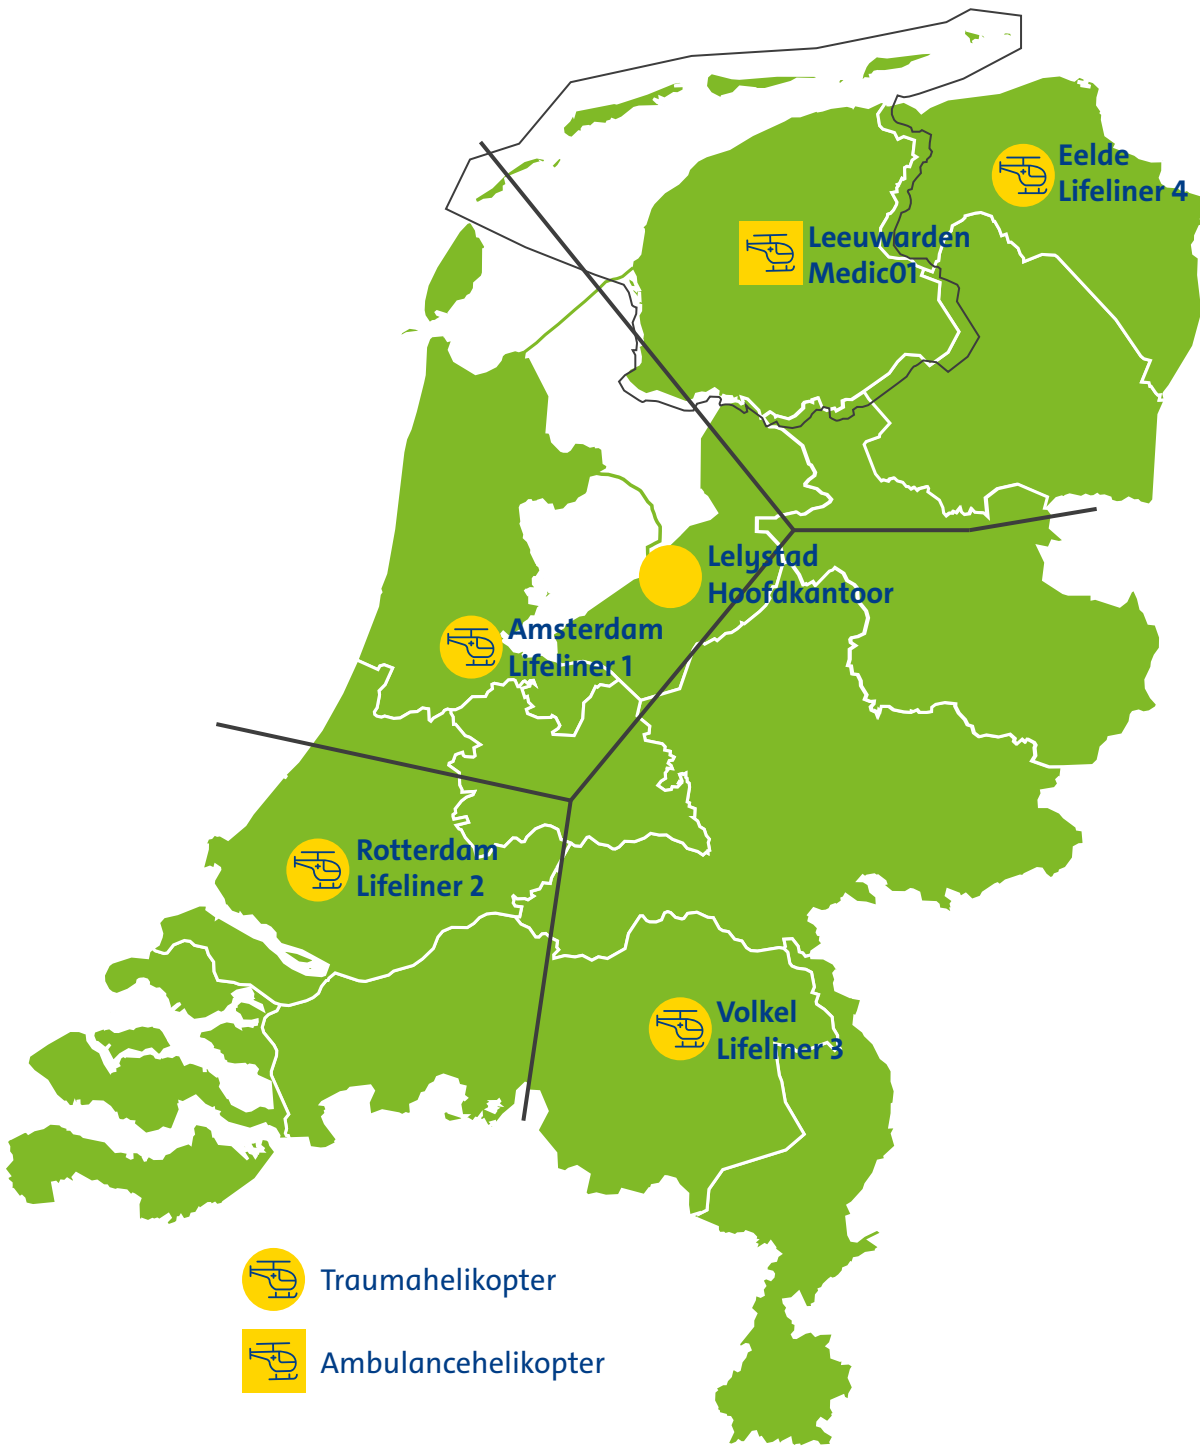 Eelde
Lifeliner 4
Leeuwarden
Medic01
Lelystad
Hoofdkantoor
Amsterdam
Lifeliner 1
Rotterdam
Lifeliner 2
Volkel
Lifeliner 3
Traumahelikopter
Ambulancehelikopter